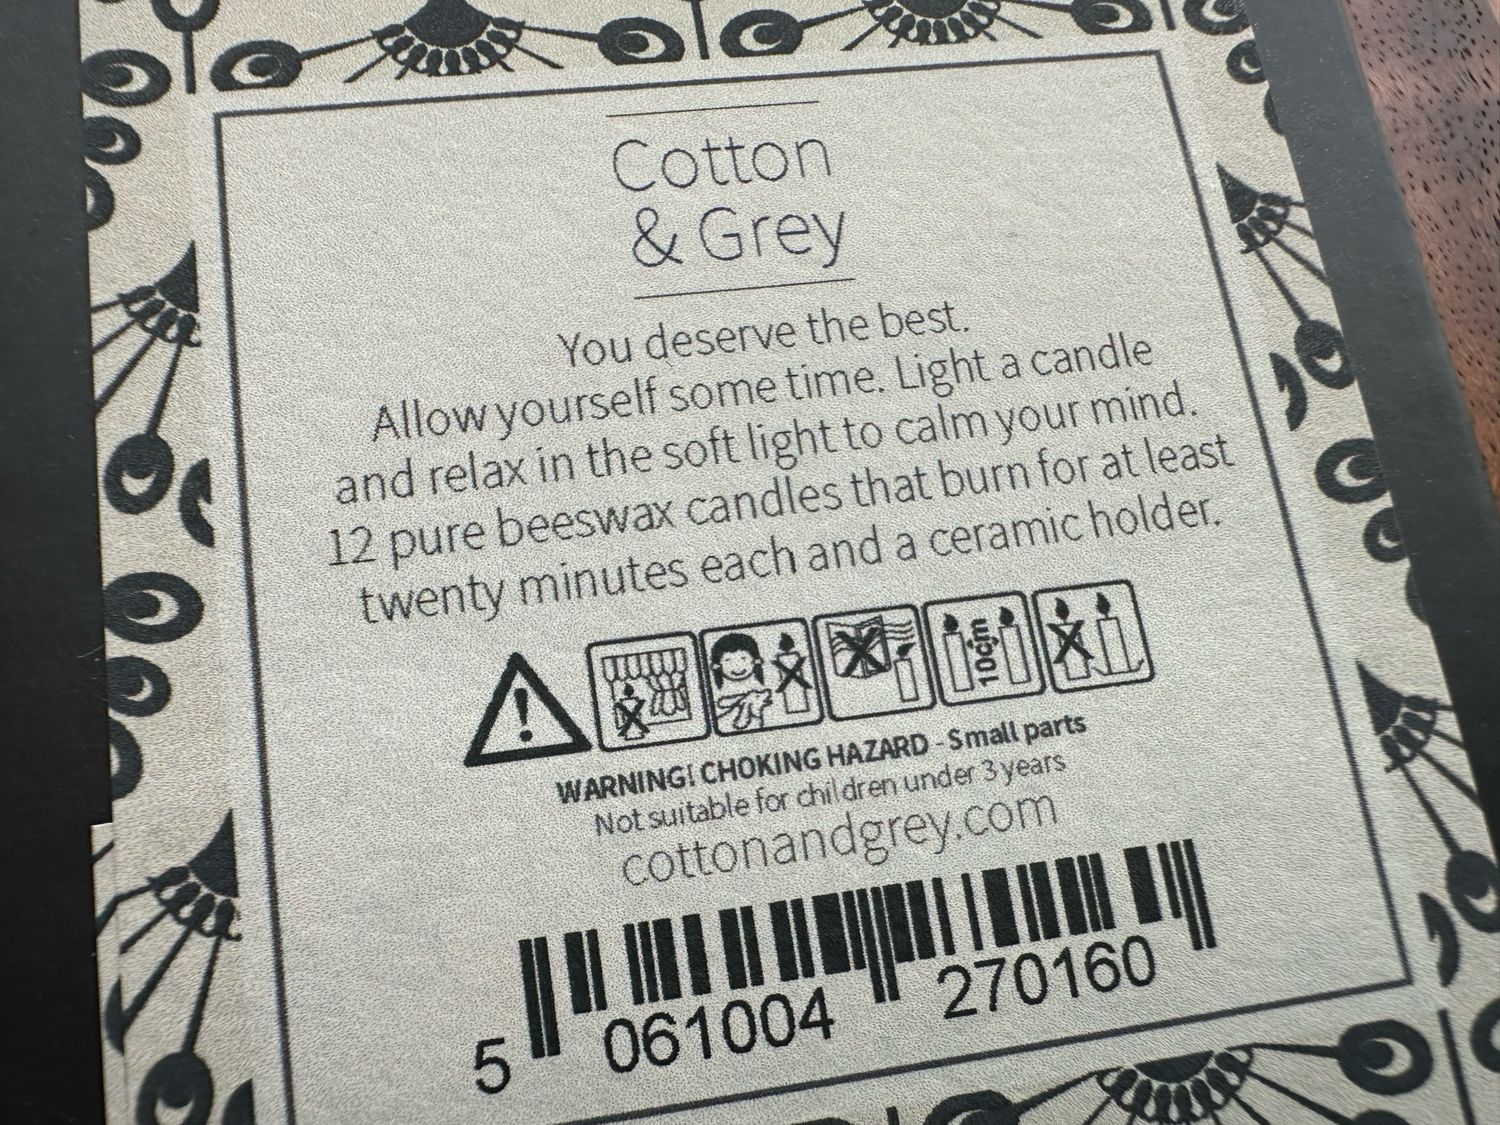 Cotton
& Grey
You deserve the best.
Allow yourself some time. Light a candle
and relax in the soft light to calm your mind.
12 pure beeswax candles that burn for at least
twenty minutes each and a ceramic holder.
10cm
WARNING! CHOKING HAZARD - Small parts
Not suitable for children under 3 years
cottonandgrey.com
5 061004 270160